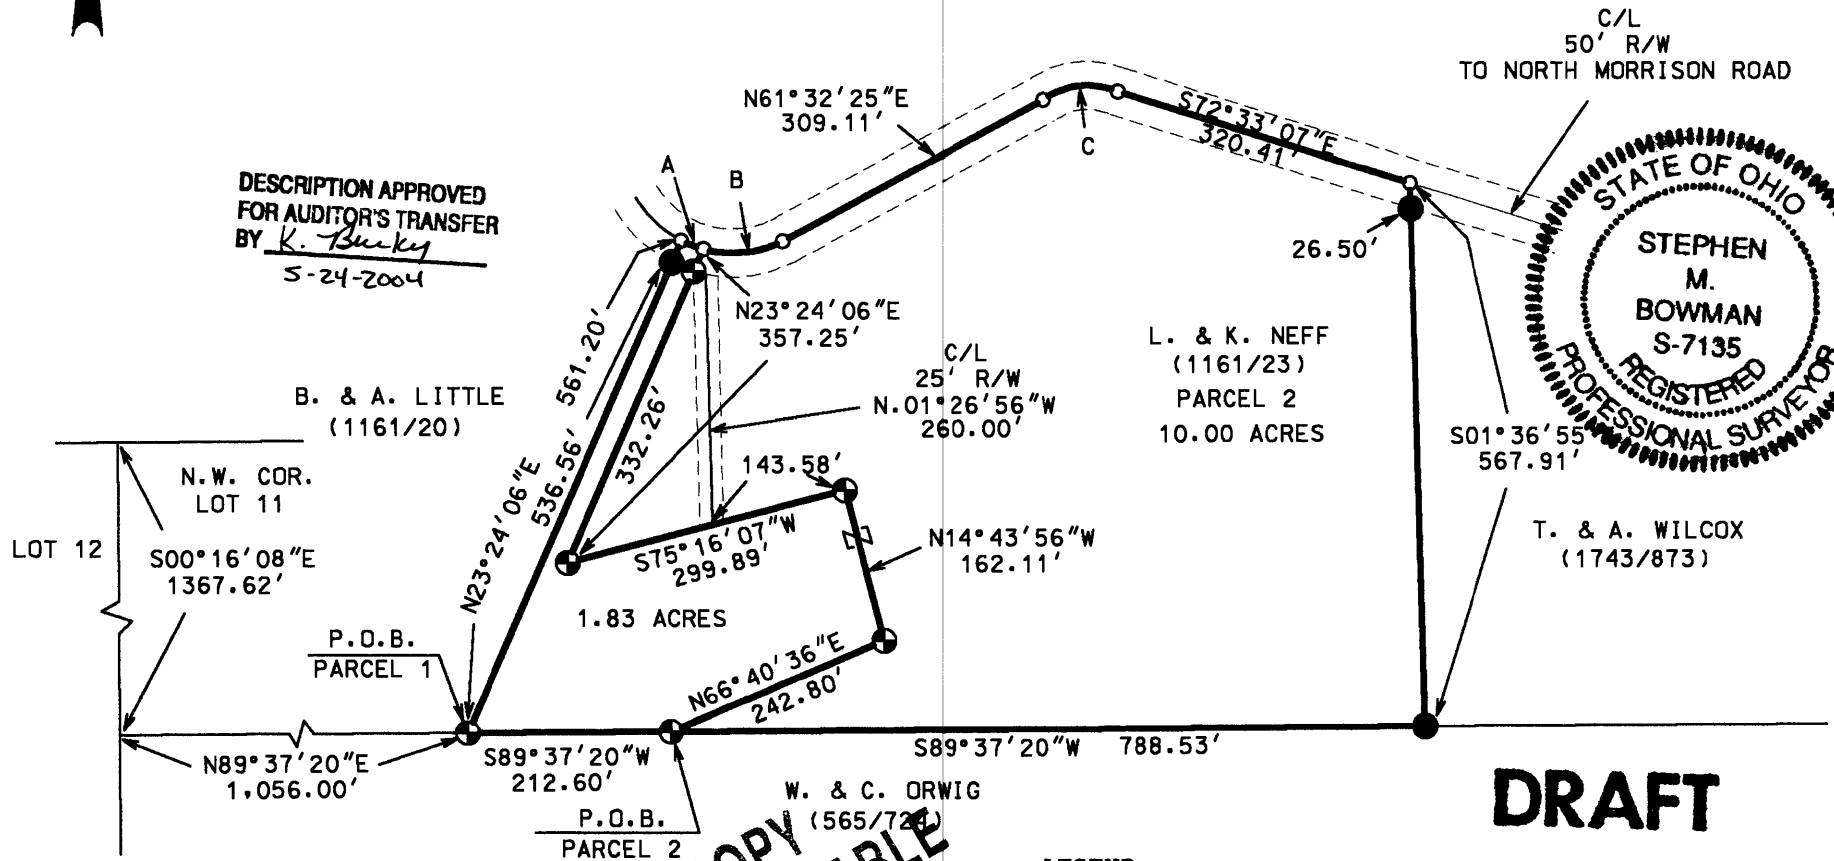 C/L
50' R/W
TO NORTH MORRISON ROAD
N61°32'25"E
309.11'
S72°33'07"E
320.41'
A
B
C
DESCRIPTION APPROVED
FOR AUDITOR'S TRANSFER
BY K. Burky
5-24-2004
26.50'
STATE OF OHIO
STEPHEN
M.
BOWMAN
S-7135
REGISTERED
PROFESSIONAL SURVEYOR
N23°24'06"E
357.25'
L. & K. NEFF
(1161/23)
PARCEL 2
10.00 ACRES
C/L
25' R/W
N.01°26'56"W
260.00'
561.20'
B. & A. LITTLE
(1161/20)
332.26'
N23°24'06"E
536.56'
S01°36'55
567.91'
143.58'
N.W. COR.
LOT 11
LOT 12
S00°16'08"E
1367.62'
S75°16'07"W
299.89'
N14°43'56"W
162.11'
T. & A. WILCOX
(1743/873)
1.83 ACRES
P.O.B.
PARCEL 1
N66°40'36"E
242.80'
N89°37'20"E
1,056.00'
S89°37'20"W
212.60'
S89°37'20"W 788.53'
W. & C. ORWIG
(565/724)
P.O.B.
PARCEL 2
DRAFT